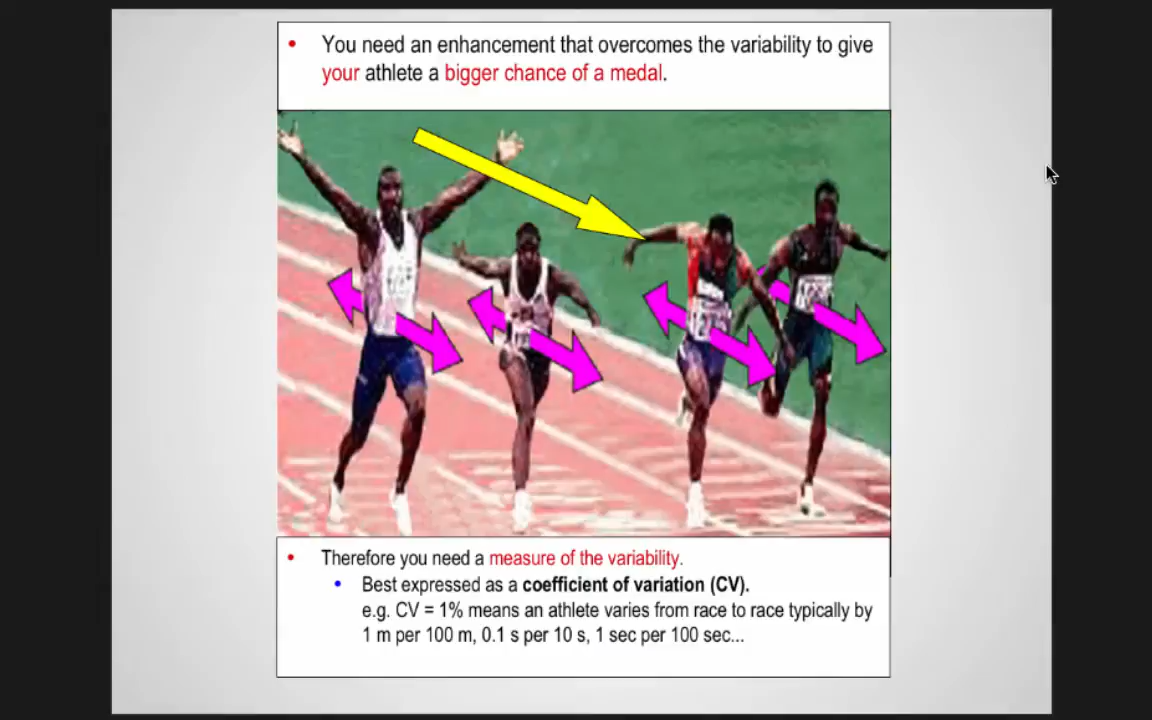 • You need an enhancement that overcomes the variability to give
your athlete a bigger chance of a medal.
• Therefore you need a measure of the variability.
• Best expressed as a coefficient of variation (CV).
e.g. CV = 1% means an athlete varies from race to race typically by
1 m per 100 m, 0.1 s per 10 s, 1 sec per 100 sec...